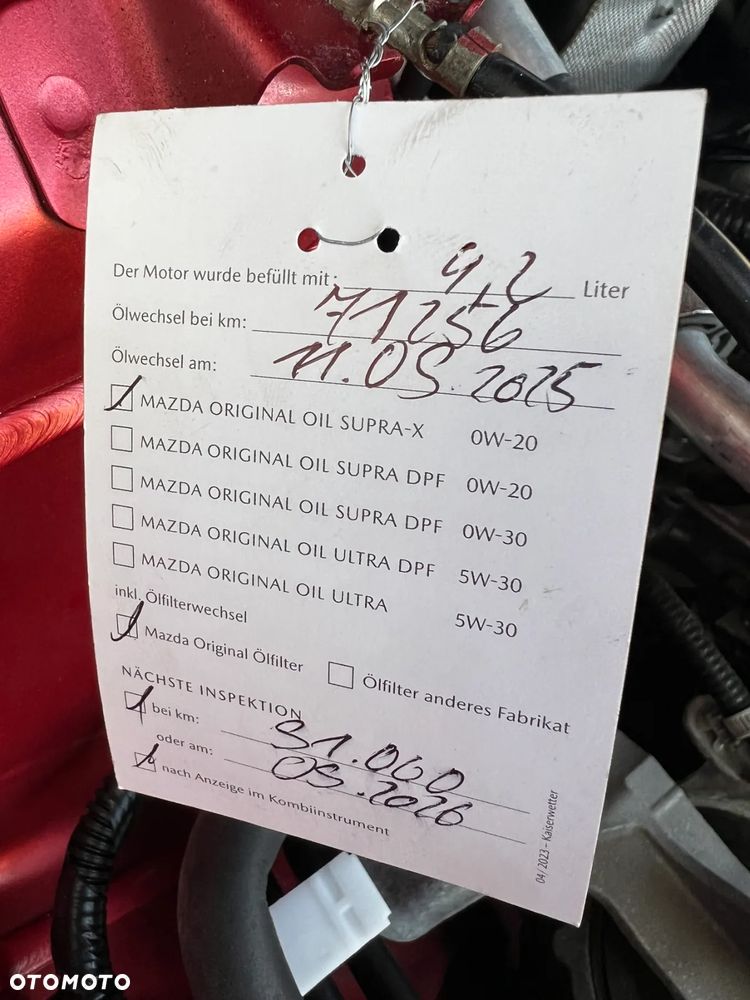 Der Motor wurde befüllt mit: 4,2 Liter
Ölwechsel bei km: 71256
Ölwechsel am: 11.09.2025
MAZDA ORIGINAL OIL SUPRA-X 0W-20
MAZDA ORIGINAL OIL SUPRA DPF 0W-20
MAZDA ORIGINAL OIL SUPRA DPF 0W-30
MAZDA ORIGINAL OIL ULTRA DPF 5W-30
MAZDA ORIGINAL OIL ULTRA 5W-30
inkl. Ölfilterwechsel
Mazda Original Ölfilter Ölfilter anderes Fabrikat
NÄCHSTE INSPEKTION
bei km: 91.060
oder am: 09.2026
nach Anzeige im Kombiinstrument
04/2023 – Kaiserwetter
OTOMOTO